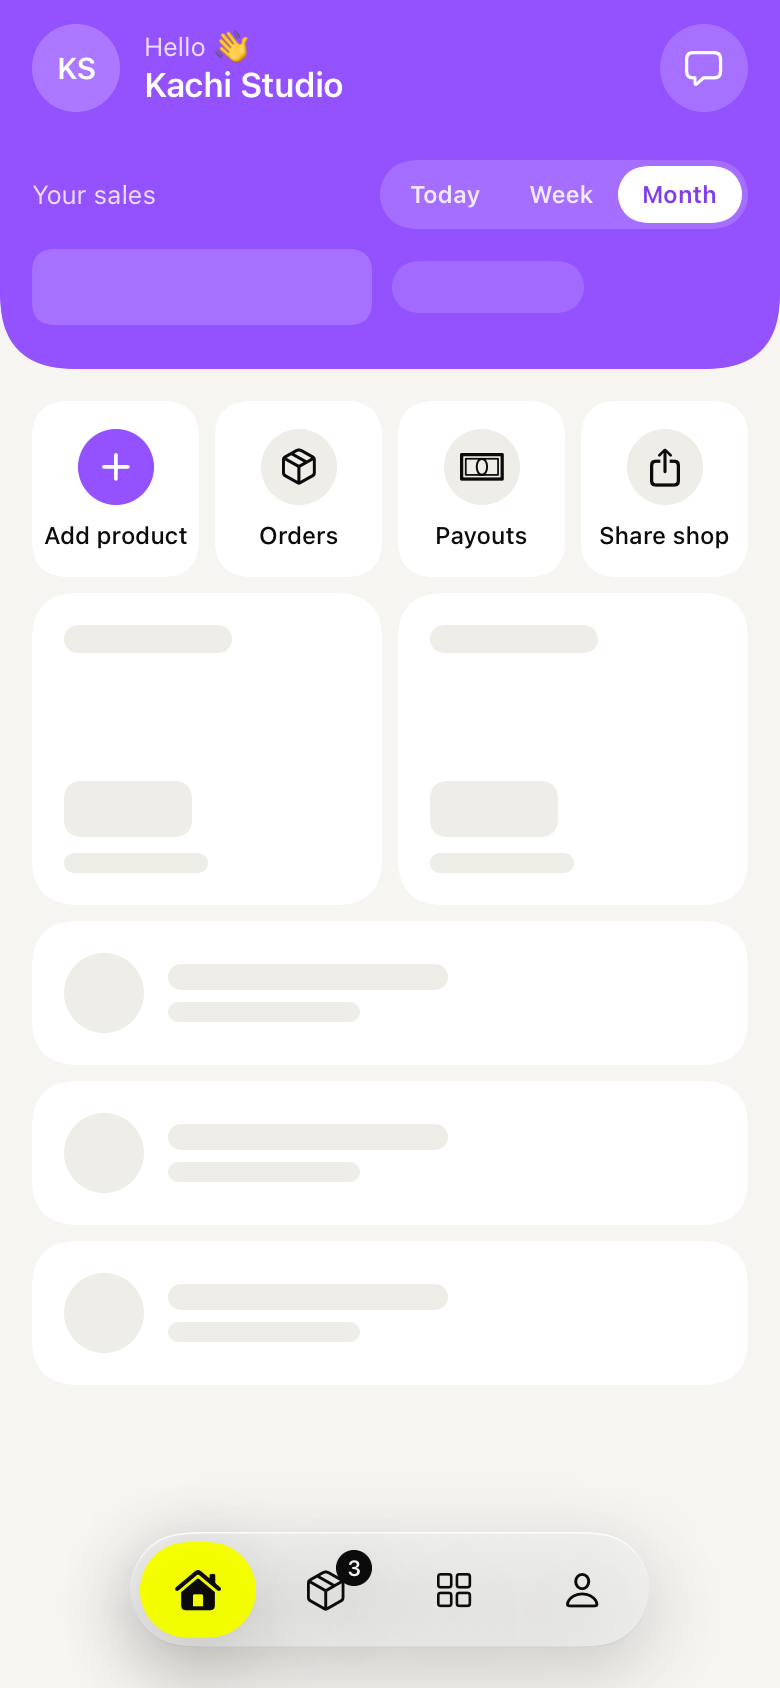 KS
Hello 👋
Kachi Studio
Your sales
Today Week Month
Add product Orders Payouts Share shop
3